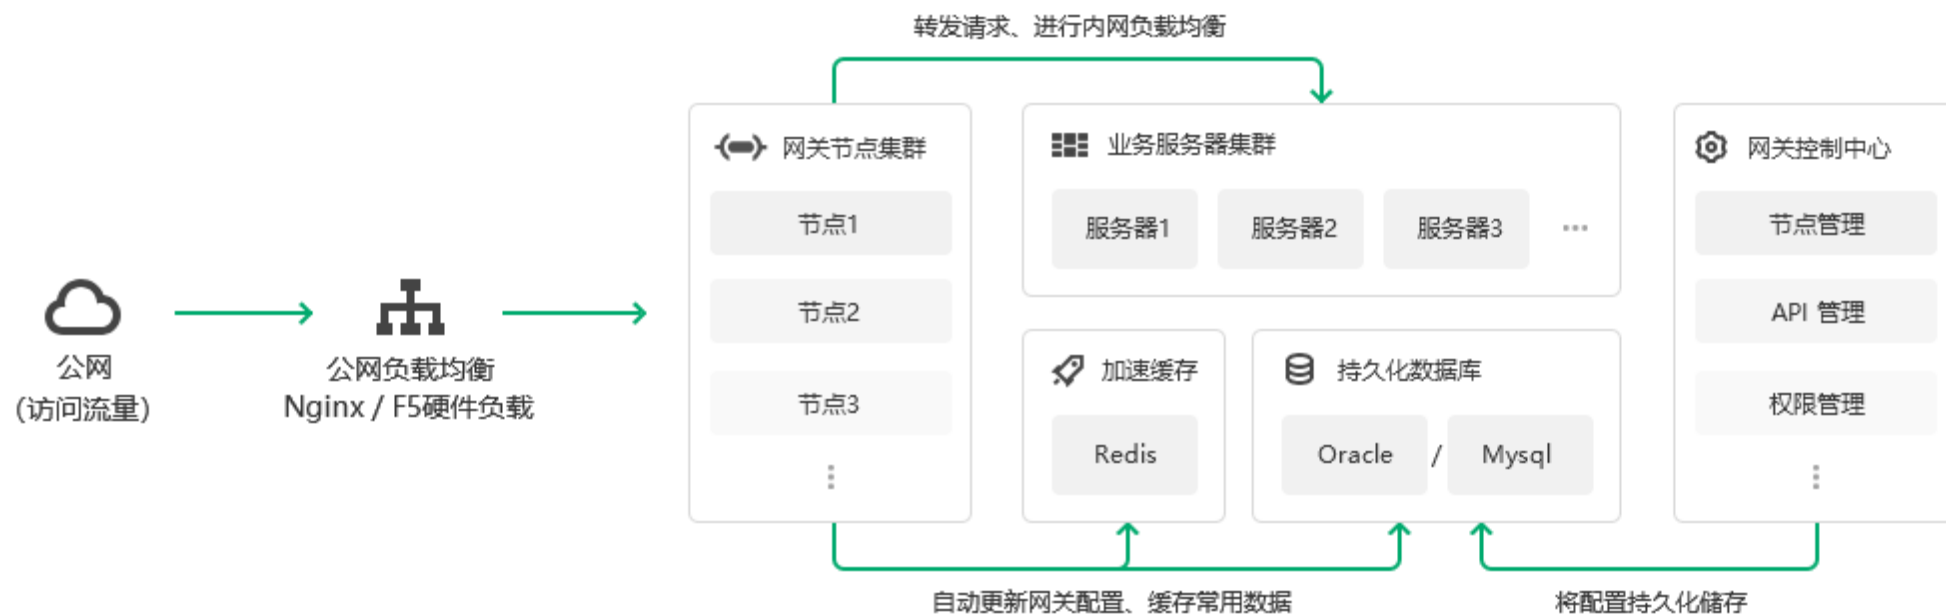 转发请求、进行内网负载均衡
网关节点集群
节点1
节点2
节点3
业务服务器集群
服务器1 服务器2 服务器3 ...
网关控制中心
节点管理
API 管理
权限管理
公网
(访问流量)
公网负载均衡
Nginx / F5硬件负载
加速缓存
Redis
持久化数据库
Oracle / Mysql
自动更新网关配置、缓存常用数据
将配置持久化储存